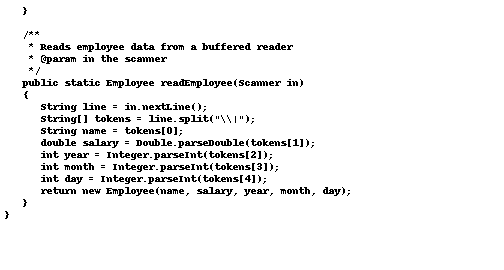 }
/**
* Reads employee data from a buffered reader
* @param in the scanner
*/
public static Employee readEmployee(Scanner in)
{
String line = in.nextLine();
String[] tokens = line.split("\\|");
String name = tokens[0];
double salary = Double.parseDouble(tokens[1]);
int year = Integer.parseInt(tokens[2]);
int month = Integer.parseInt(tokens[3]);
int day = Integer.parseInt(tokens[4]);
return new Employee(name, salary, year, month, day);
}
}